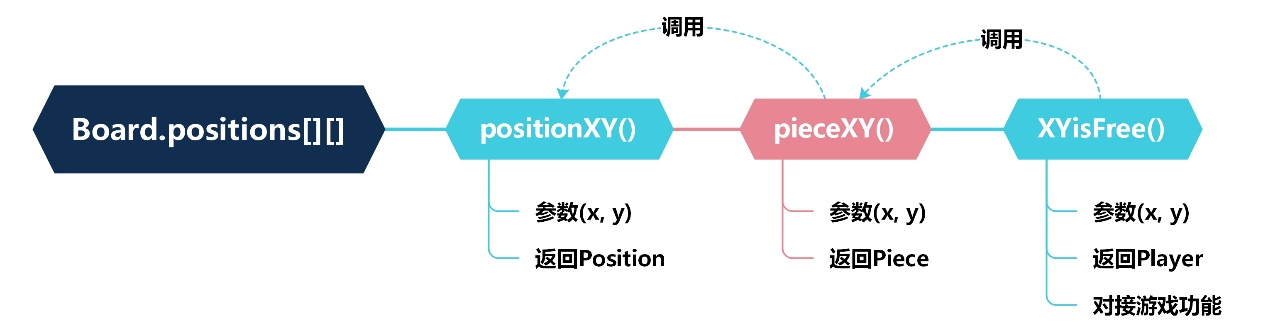 调用
调用
Board.positions[][]
positionXY()
pieceXY()
XYisFree()
参数(x, y)
返回Position
参数(x, y)
返回Piece
参数(x, y)
返回Player
对接游戏功能